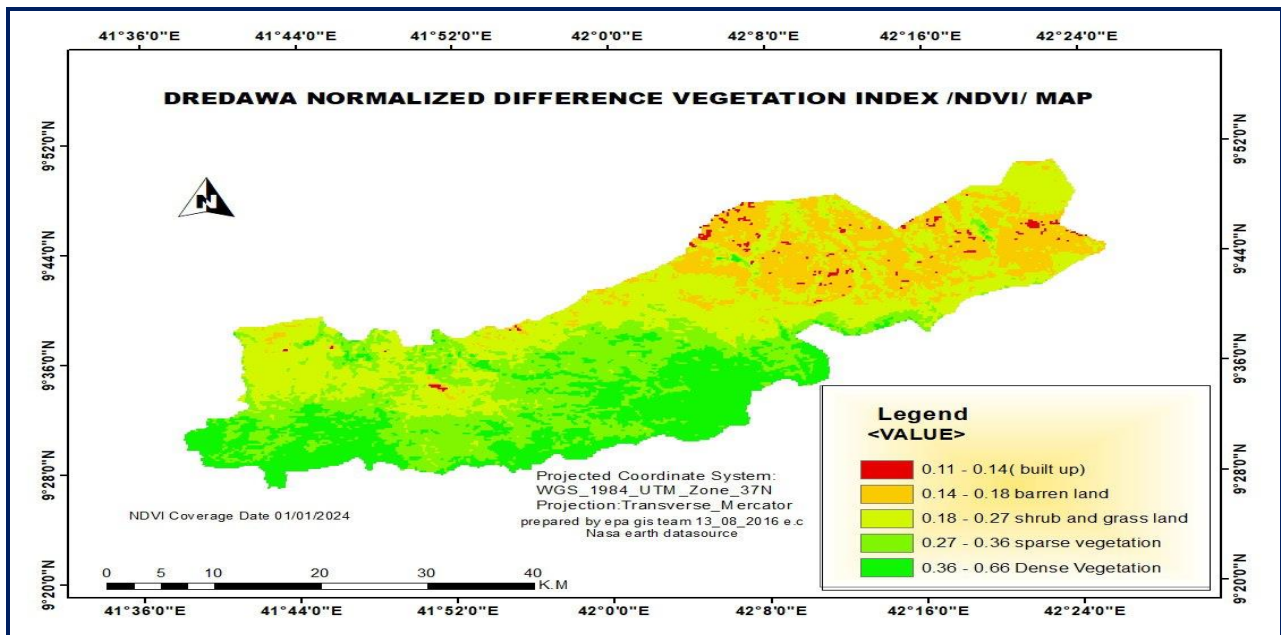 41°36'0"E 41°44'0"E 41°52'0"E 42°0'0"E 42°8'0"E 42°16'0"E 42°24'0"E
DREDAWA NORMALIZED DIFFERENCE VEGETATION INDEX /NDVI/ MAP
9°52'0"N 9°52'0"N
N
9°44'0"N 9°44'0"N
9°36'0"N 9°36'0"N
Legend
<VALUE>
0.11 - 0.14( built up)
0.14 - 0.18 barren land
0.18 - 0.27 shrub and grass land
0.27 - 0.36 sparse vegetation
0.36 - 0.66 Dense Vegetation
9°28'0"N 9°28'0"N
Projected Coordinate System:
WGS_1984_UTM_Zone_37N
Projection:Transverse_Mercator
prepared by epa gis team 13_08_2016 e.c
Nasa earth datasource
NDVI Coverage Date 01/01/2024
0 5 10 20 30 40
K.M
9°20'0"N 9°20'0"N
41°36'0"E 41°44'0"E 41°52'0"E 42°0'0"E 42°8'0"E 42°16'0"E 42°24'0"E